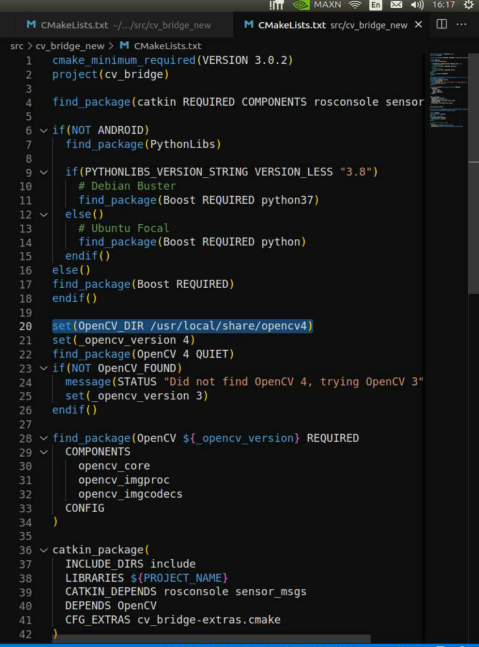 MAXN En 16:17
CMakeLists.txt ~/.../src/cv_bridge_new M CMakeLists.txt src/cv_bridge_new × ···
src > cv_bridge_new > M CMakeLists.txt
1 cmake_minimum_required(VERSION 3.0.2)
2 project(cv_bridge)
3
4 find_package(catkin REQUIRED COMPONENTS rosconsole sensor
5
6 if(NOT ANDROID)
7 find_package(PythonLibs)
8
9 if(PYTHONLIBS_VERSION_STRING VERSION_LESS "3.8")
10 # Debian Buster
11 find_package(Boost REQUIRED python37)
12 else()
13 # Ubuntu Focal
14 find_package(Boost REQUIRED python)
15 endif()
16 else()
17 find_package(Boost REQUIRED)
18 endif()
19
20 set(OpenCV_DIR /usr/local/share/opencv4)
21 set(_opencv_version 4)
22 find_package(OpenCV 4 QUIET)
23 if(NOT OpenCV_FOUND)
24 message(STATUS "Did not find OpenCV 4, trying OpenCV 3"
25 set(_opencv_version 3)
26 endif()
27
28 find_package(OpenCV ${_opencv_version} REQUIRED
29 COMPONENTS
30 opencv_core
31 opencv_imgproc
32 opencv_imgcodecs
33 CONFIG
34 )
35
36 catkin_package(
37 INCLUDE_DIRS include
38 LIBRARIES ${PROJECT_NAME}
39 CATKIN_DEPENDS rosconsole sensor_msgs
40 DEPENDS OpenCV
41 CFG_EXTRAS cv_bridge-extras.cmake
42 )